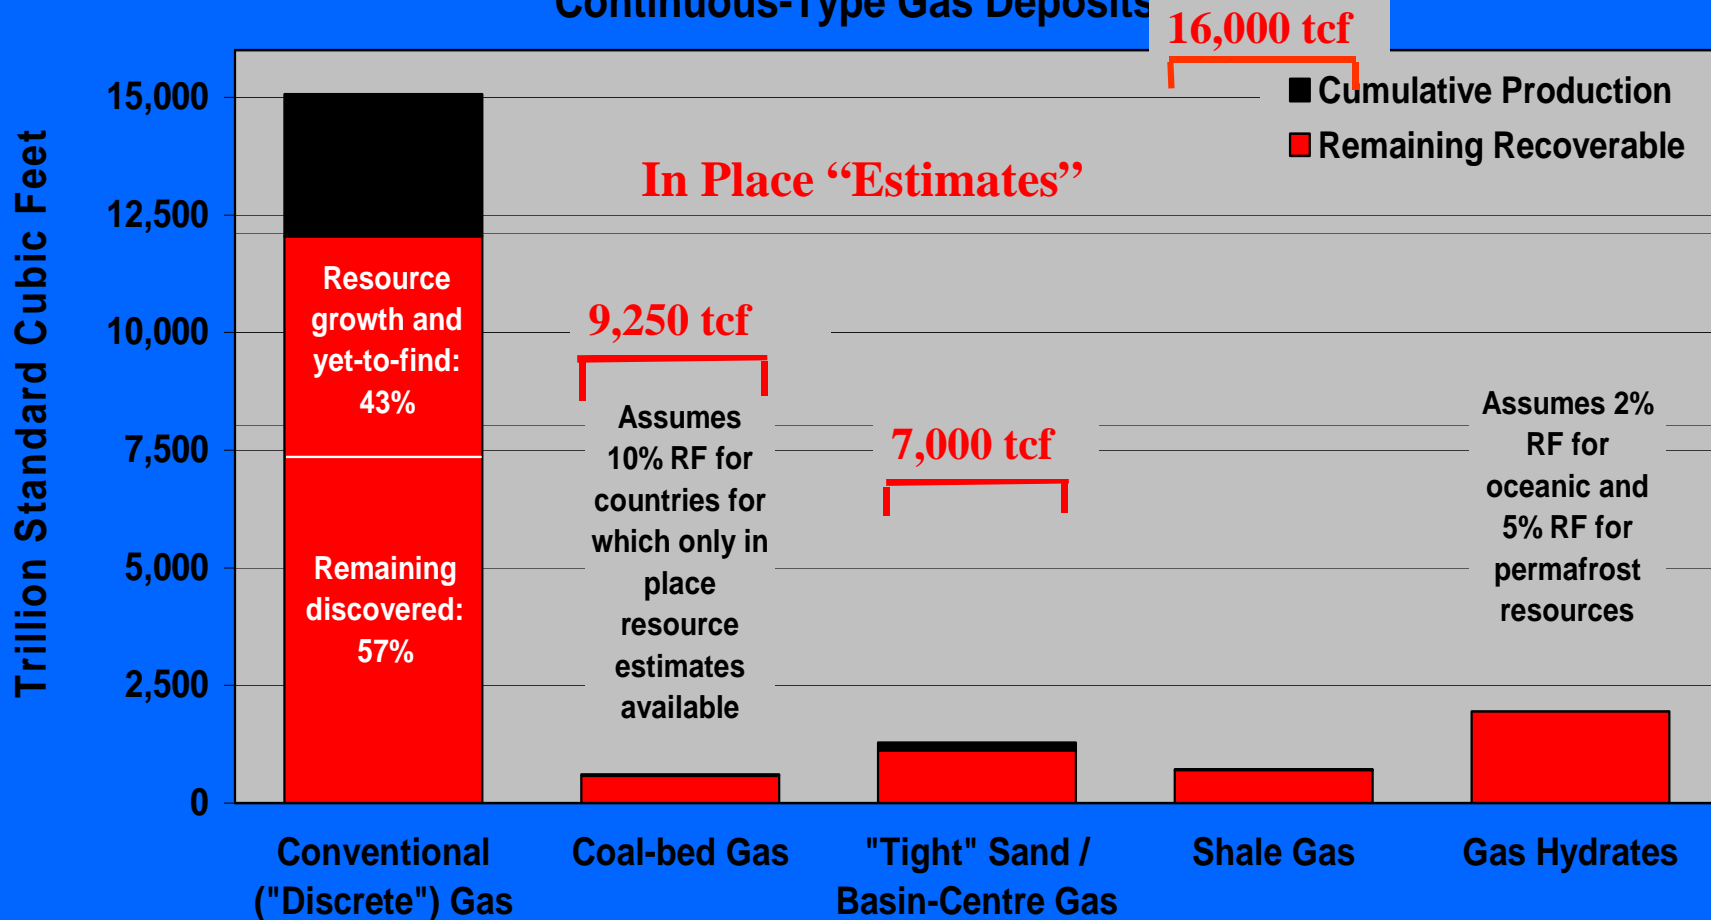 Continuous-Type Gas Deposits
16,000 tcf
Cumulative Production
Remaining Recoverable
In Place “Estimates”
Trillion Standard Cubic Feet
15,000
12,500
10,000
7,500
5,000
2,500
0
Resource
growth and
yet-to-find:
43%
Remaining
discovered:
57%
9,250 tcf
Assumes
10% RF for
countries for
which only in
place
resource
estimates
available
7,000 tcf
Assumes 2%
RF for
oceanic and
5% RF for
permafrost
resources
Conventional
("Discrete") Gas
Coal-bed Gas
"Tight" Sand /
Basin-Centre Gas
Shale Gas
Gas Hydrates